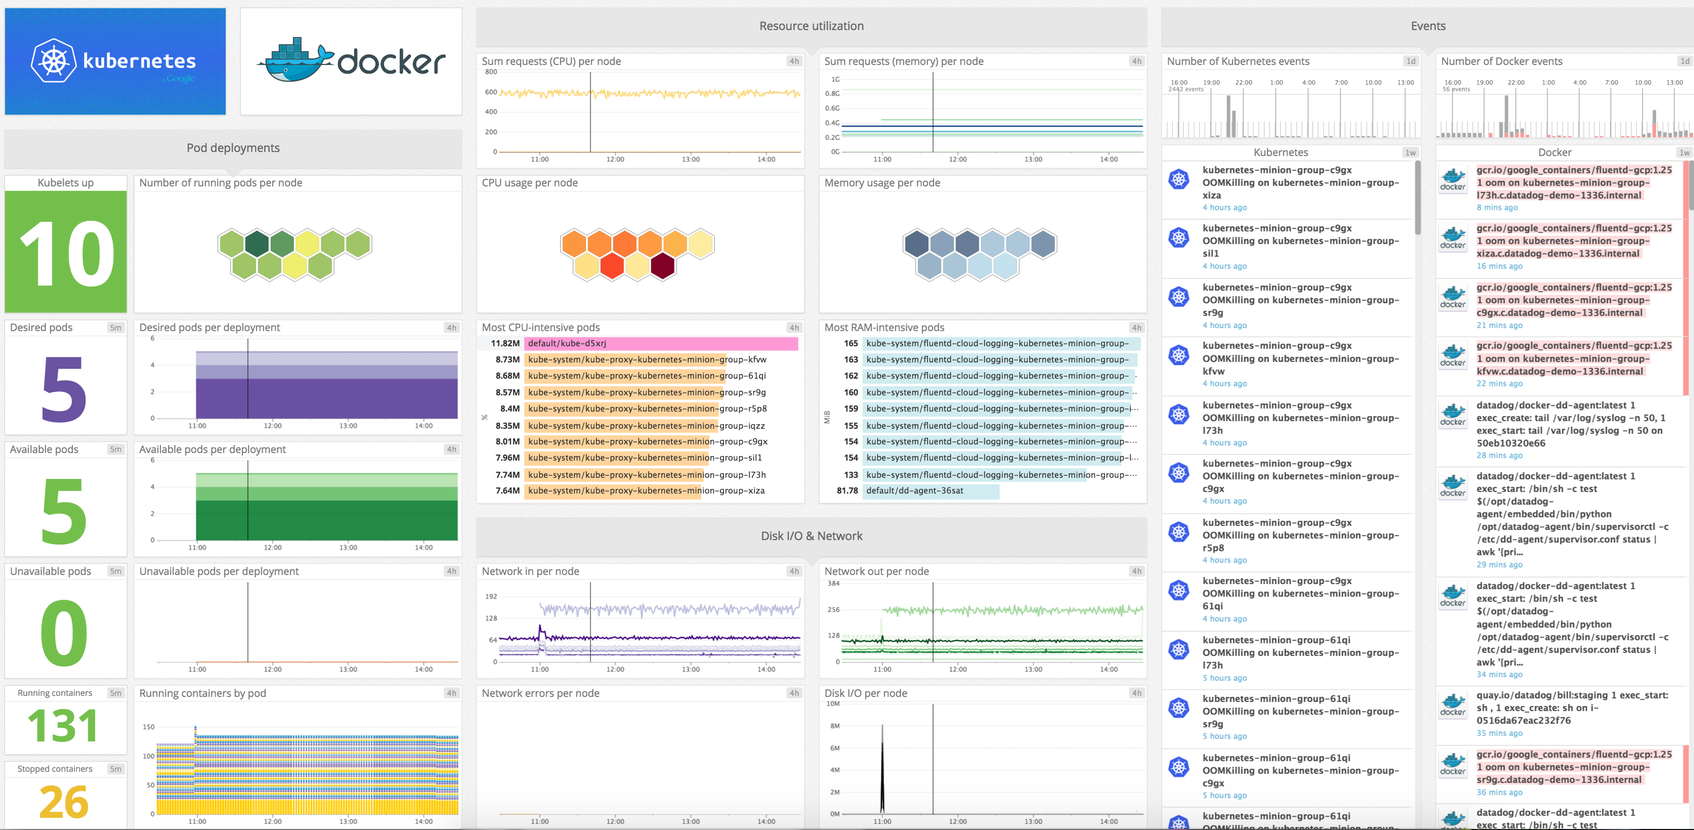 kubernetes
by Google
docker
Pod deployments
Kubelets up
10
Number of running pods per node
Desired pods 5m
5
Desired pods per deployment 4h
6
4
2
0
11:00 12:00 13:00 14:00
Available pods 5m
5
Available pods per deployment 4h
6
4
2
0
11:00 12:00 13:00 14:00
Unavailable pods 5m
0
Unavailable pods per deployment 4h
11:00 12:00 13:00 14:00
Running containers 5m
131
Stopped containers 5m
26
Running containers by pod 4h
150
100
50
0
11:00 12:00 13:00 14:00
Resource utilization
Sum requests (CPU) per node 4h
800
600
400
200
0
11:00 12:00 13:00 14:00
Sum requests (memory) per node 4h
1G
0.8G
0.6G
0.4G
0.2G
0G
11:00 12:00 13:00 14:00
CPU usage per node
Memory usage per node
Most CPU-intensive pods 4h
%
11.82M default/kube-d5xrj
8.73M kube-system/kube-proxy-kubernetes-minion-group-kfvw
8.68M kube-system/kube-proxy-kubernetes-minion-group-61qi
8.57M kube-system/kube-proxy-kubernetes-minion-group-sr9g
8.4M kube-system/kube-proxy-kubernetes-minion-group-r5p8
8.35M kube-system/kube-proxy-kubernetes-minion-group-iqzz
8.01M kube-system/kube-proxy-kubernetes-minion-group-c9gx
7.96M kube-system/kube-proxy-kubernetes-minion-group-sil1
7.74M kube-system/kube-proxy-kubernetes-minion-group-l73h
7.64M kube-system/kube-proxy-kubernetes-minion-group-xiza
Most RAM-intensive pods 4h
MiB
165 kube-system/fluentd-cloud-logging-kubernetes-minion-group-
163 kube-system/fluentd-cloud-logging-kubernetes-minion-group-
162 kube-system/fluentd-cloud-logging-kubernetes-minion-group-
160 kube-system/fluentd-cloud-logging-kubernetes-minion-group-
159 kube-system/fluentd-cloud-logging-kubernetes-minion-group-i···
155 kube-system/fluentd-cloud-logging-kubernetes-minion-group-···
154 kube-system/fluentd-cloud-logging-kubernetes-minion-group-···
154 kube-system/fluentd-cloud-logging-kubernetes-minion-group-l···
133 kube-system/fluentd-cloud-logging-kubernetes-minion-group-···
81.78 default/dd-agent-36sat
Disk I/O & Network
Network in per node 4h
192
128
64
0
11:00 12:00 13:00 14:00
Network out per node 4h
384
256
128
0
11:00 12:00 13:00 14:00
Network errors per node 4h
11:00 12:00 13:00 14:00
Disk I/O per node 4h
10M
8M
6M
4M
2M
0M
11:00 12:00 13:00 14:00
Events
Number of Kubernetes events 1d
16:00 19:00 22:00 1:00 4:00 7:00 10:00 13:00
2442 events
Number of Docker events 1d
16:00 19:00 22:00 1:00 4:00 7:00 10:00 13:00
56 events
Kubernetes 1w
kubernetes-minion-group-c9gx
OOMKilling on kubernetes-minion-group-
xiza
4 hours ago
kubernetes-minion-group-c9gx
OOMKilling on kubernetes-minion-group-
sil1
4 hours ago
kubernetes-minion-group-c9gx
OOMKilling on kubernetes-minion-group-
sr9g
4 hours ago
kubernetes-minion-group-c9gx
OOMKilling on kubernetes-minion-group-
kfvw
4 hours ago
kubernetes-minion-group-c9gx
OOMKilling on kubernetes-minion-group-
l73h
4 hours ago
kubernetes-minion-group-c9gx
OOMKilling on kubernetes-minion-group-
c9gx
4 hours ago
kubernetes-minion-group-c9gx
OOMKilling on kubernetes-minion-group-
r5p8
4 hours ago
kubernetes-minion-group-c9gx
OOMKilling on kubernetes-minion-group-
61qi
4 hours ago
kubernetes-minion-group-61qi
OOMKilling on kubernetes-minion-group-
l73h
5 hours ago
kubernetes-minion-group-61qi
OOMKilling on kubernetes-minion-group-
sr9g
5 hours ago
kubernetes-minion-group-61qi
OOMKilling on kubernetes-minion-group-
c9gx
5 hours ago
kubernetes-minion-group-61qi
OOMKilling on kubernetes-minion-group-
Docker 1w
gcr.io/google_containers/fluentd-gcp:1.25
1 oom on kubernetes-minion-group-
l73h.c.datadog-demo-1336.internal
8 mins ago
gcr.io/google_containers/fluentd-gcp:1.25
1 oom on kubernetes-minion-group-
xiza.c.datadog-demo-1336.internal
16 mins ago
gcr.io/google_containers/fluentd-gcp:1.25
1 oom on kubernetes-minion-group-
c9gx.c.datadog-demo-1336.internal
21 mins ago
gcr.io/google_containers/fluentd-gcp:1.25
1 oom on kubernetes-minion-group-
kfvw.c.datadog-demo-1336.internal
22 mins ago
datadog/docker-dd-agent:latest 1
exec_create: tail /var/log/syslog -n 50, 1
exec_start: tail /var/log/syslog -n 50 on
50eb10320e66
28 mins ago
datadog/docker-dd-agent:latest 1
exec_start: /bin/sh -c test
$(/opt/datadog-
agent/embedded/bin/python
/opt/datadog-agent/bin/supervisorctl -c
/etc/dd-agent/supervisor.conf status |
awk '{pri...
29 mins ago
datadog/docker-dd-agent:latest 1
exec_start: /bin/sh -c test
$(/opt/datadog-
agent/embedded/bin/python
/opt/datadog-agent/bin/supervisorctl -c
/etc/dd-agent/supervisor.conf status |
awk '{pri...
34 mins ago
quay.io/datadog/bill:staging 1 exec_start:
sh , 1 exec_create: sh on i-
0516da67eac232f76
35 mins ago
gcr.io/google_containers/fluentd-gcp:1.25
1 oom on kubernetes-minion-group-
sr9g.c.datadog-demo-1336.internal
36 mins ago
datadog/docker-dd-agent:latest 1
exec_start: /bin/sh -c test